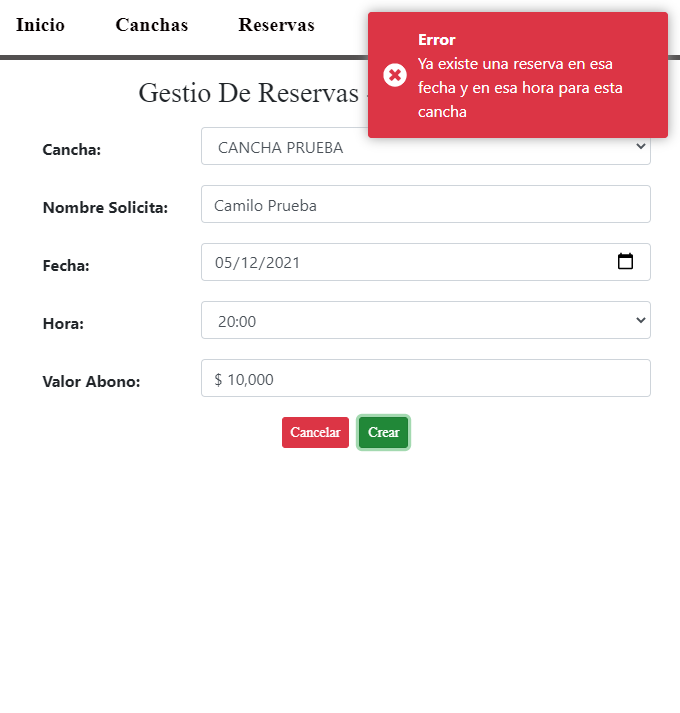 Inicio Canchas Reservas
Error
Ya existe una reserva en esa
fecha y en esa hora para esta
cancha
Gestio De Reservas
Cancha: CANCHA PRUEBA
Nombre Solicita: Camilo Prueba
Fecha: 05/12/2021
Hora: 20:00
Valor Abono: $ 10,000
Cancelar Crear